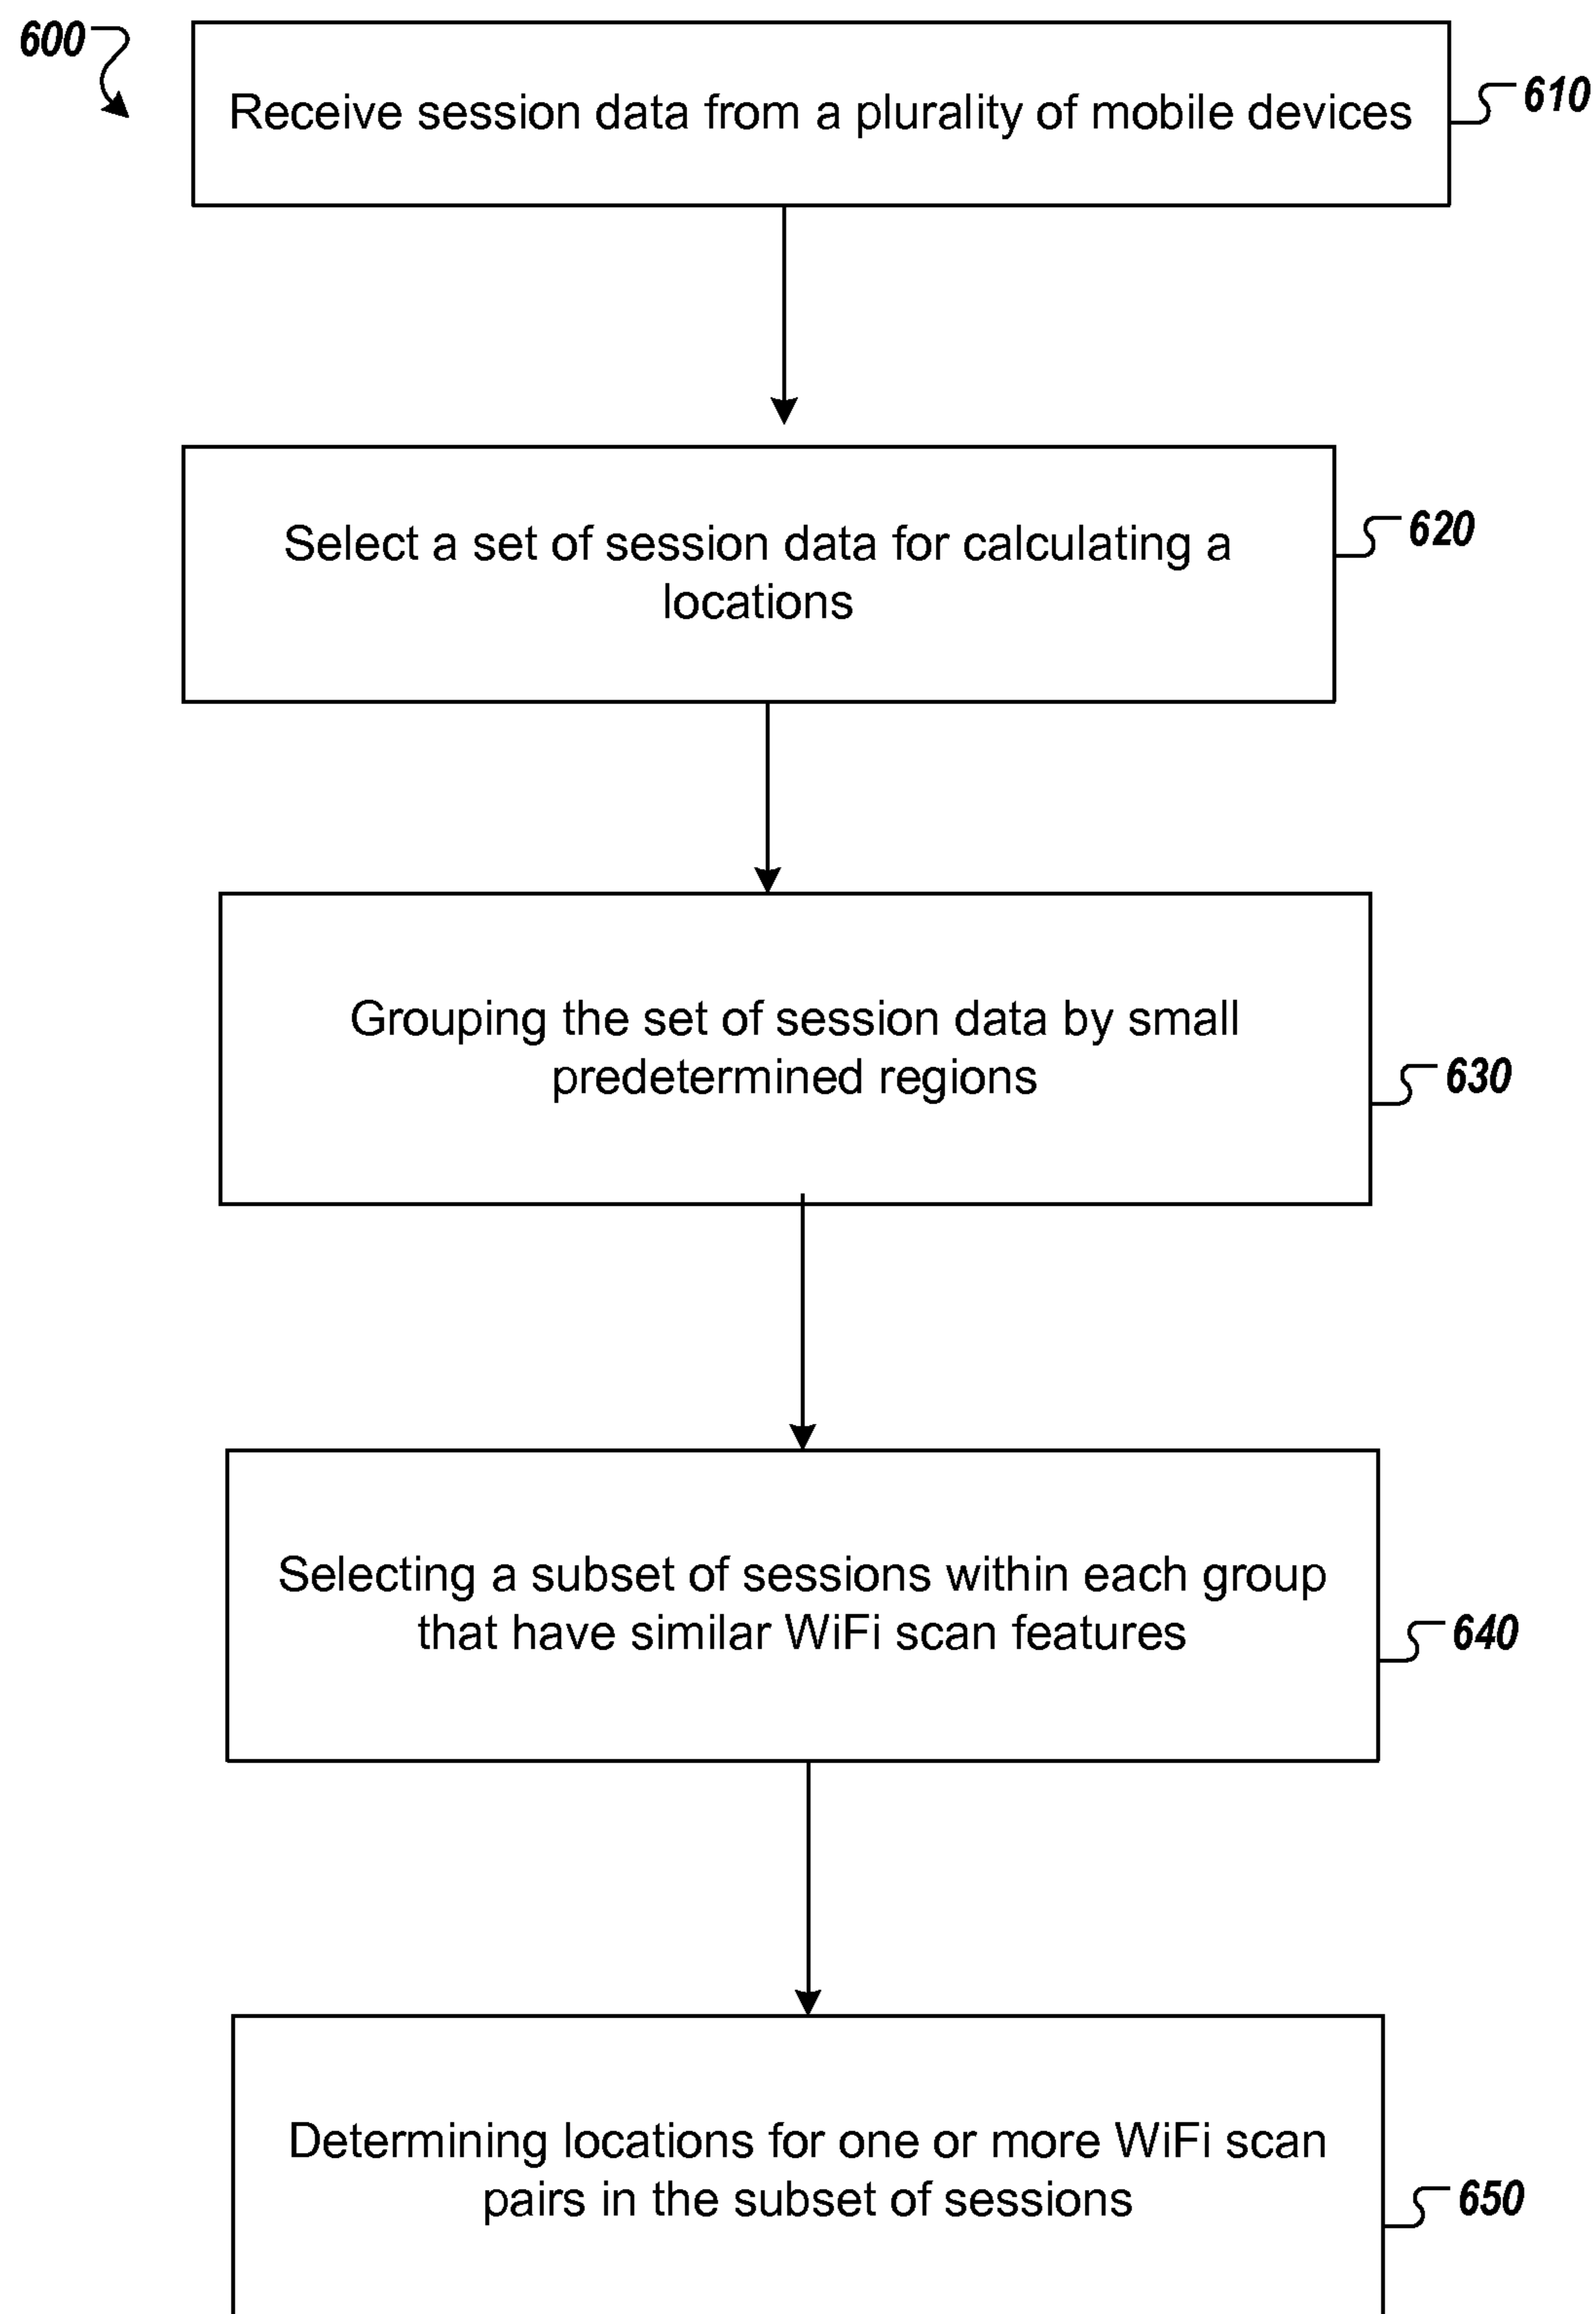 600
Receive session data from a plurality of mobile devices
610
Select a set of session data for calculating a
locations
620
Grouping the set of session data by small
predetermined regions
630
Selecting a subset of sessions within each group
that have similar WiFi scan features
640
Determining locations for one or more WiFi scan
pairs in the subset of sessions
650